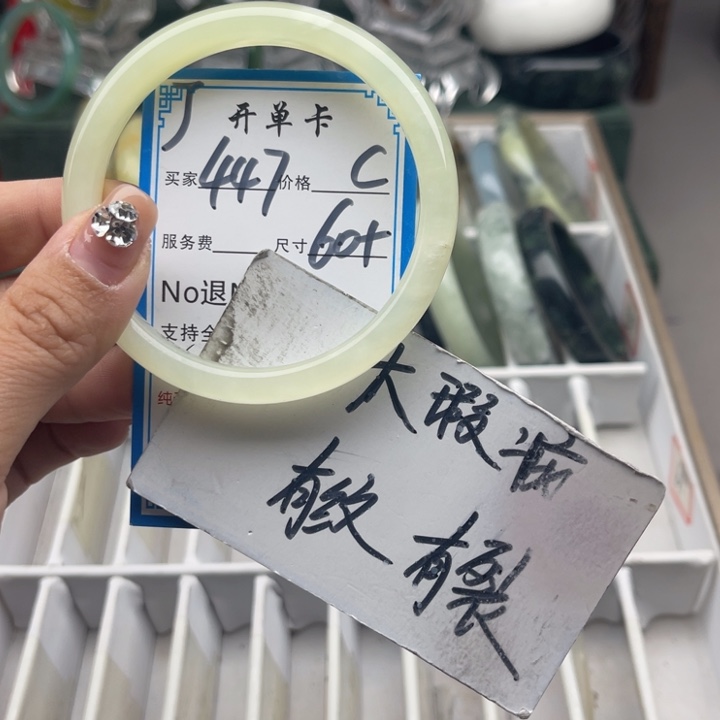 开单卡
买家 447 价格 C
服务费 尺寸 60+
No退
支持全
纯
大瑕疵
有纹 有裂